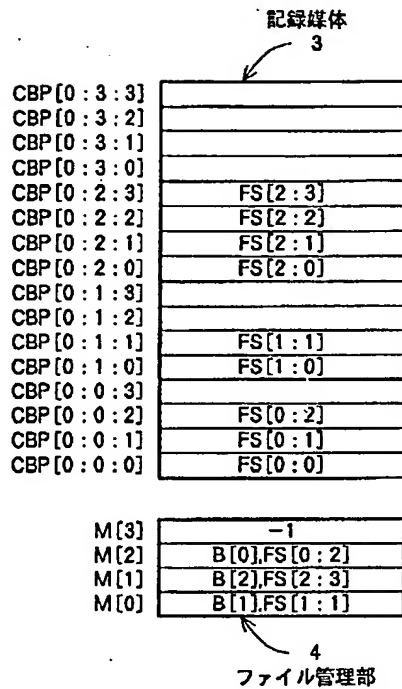 記録媒体
3
CBP[0:3:3]
CBP[0:3:2]
CBP[0:3:1]
CBP[0:3:0]
CBP[0:2:3] FS[2:3]
CBP[0:2:2] FS[2:2]
CBP[0:2:1] FS[2:1]
CBP[0:2:0] FS[2:0]
CBP[0:1:3]
CBP[0:1:2]
CBP[0:1:1] FS[1:1]
CBP[0:1:0] FS[1:0]
CBP[0:0:3]
CBP[0:0:2] FS[0:2]
CBP[0:0:1] FS[0:1]
CBP[0:0:0] FS[0:0]
M[3] -1
M[2] B[0],FS[0:2]
M[1] B[2],FS[2:3]
M[0] B[1],FS[1:1]
4
ファイル管理部